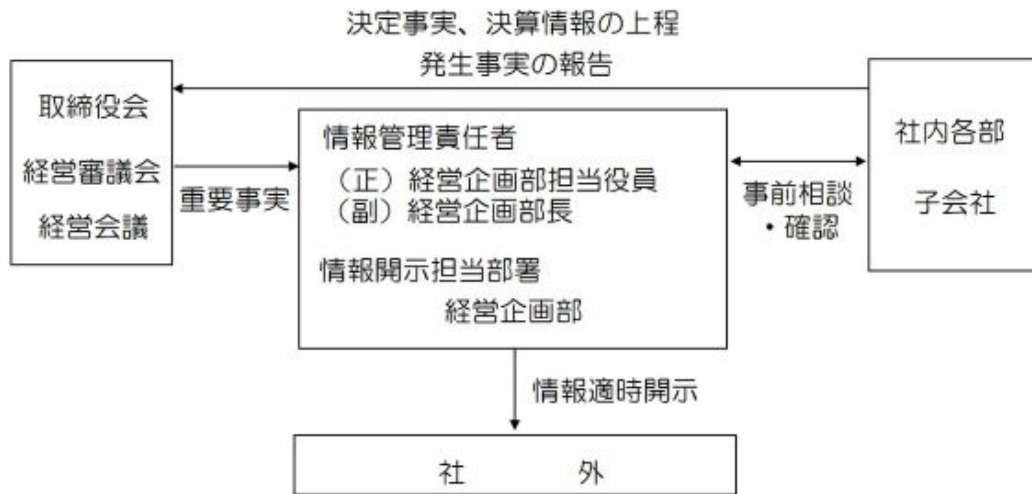 決定事実、決算情報の上程
発生事実の報告
取締役会
経営審議会
経営会議
重要事実
情報管理責任者
（正）経営企画部担当役員
（副）経営企画部長
情報開示担当部署
経営企画部
事前相談
・確認
社内各部
子会社
情報適時開示
社　　　外